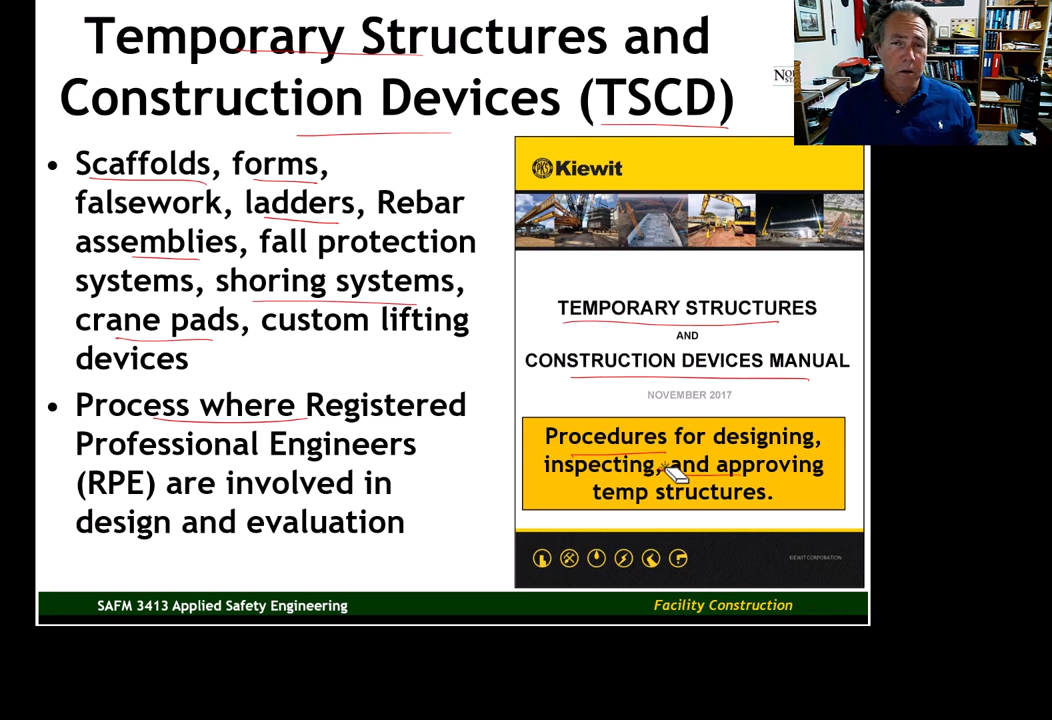 Temporary Structures and
Construction Devices (TSCD)
• Scaffolds, forms,
falsework, ladders, Rebar
assemblies, fall protection
systems, shoring systems,
crane pads, custom lifting
devices
• Process where Registered
Professional Engineers
(RPE) are involved in
design and evaluation
PKS Kiewit
TEMPORARY STRUCTURES
AND
CONSTRUCTION DEVICES MANUAL
NOVEMBER 2017
Procedures for designing,
inspecting, and approving
temp structures.
KIEWIT CORPORATION
SAFM 3413 Applied Safety Engineering
Facility Construction